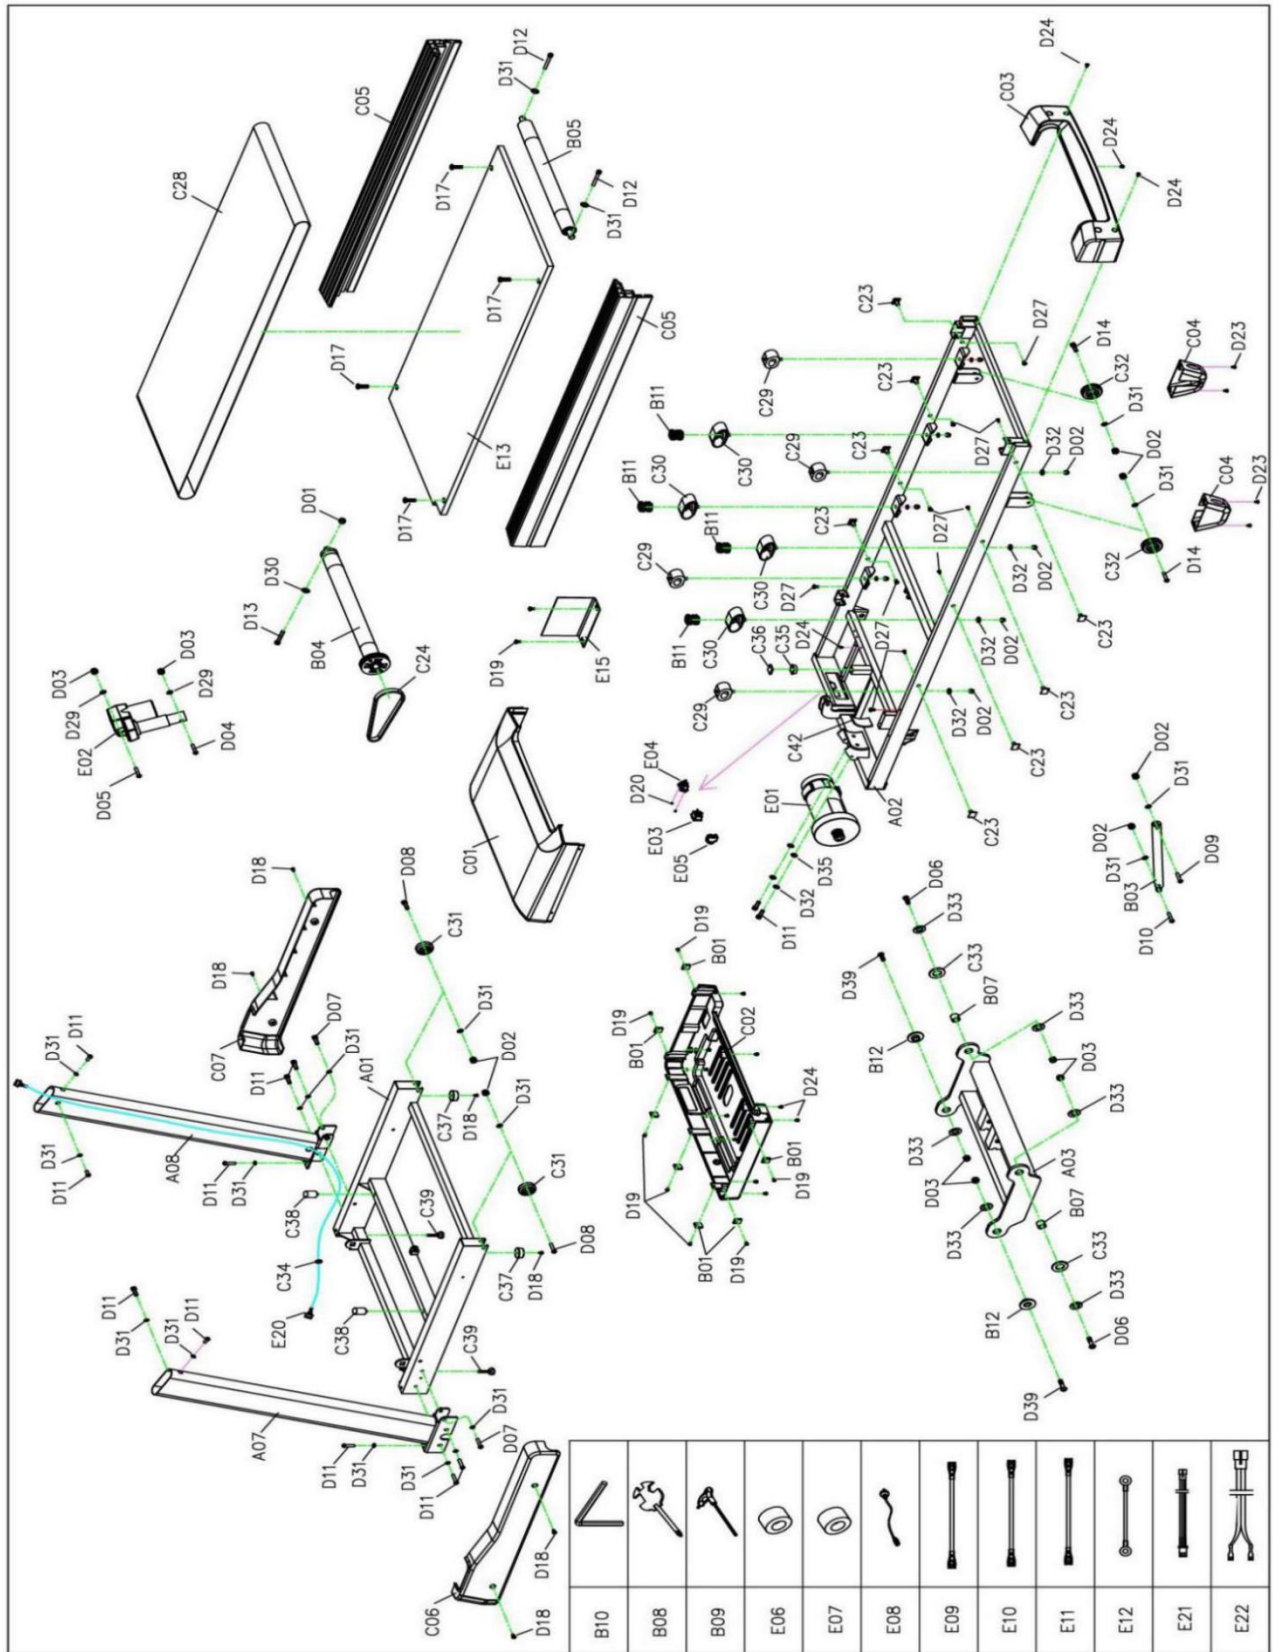 C28
C05
D12
D31
B05
D12
D31
D17
D17
D17
D17
E13
C05
D01
D30
D13
B04
C24
D03
D03
D29
D29
E02
D04
D05
D19
E15
C01
D24
C03
D24
D24
C23
D27
C29
C23
D14
C04
C32
D23
B11
C30
C23
D31
D27
C29
D32
D02
D02
B11
C30
C23
D31
C04
D23
B11
C30
D27
D32
D02
C32
D14
C29
D27
C23
B11
C30
D24
D27
C36
C35
D32
D02
C23
C29
C42
D32
D02
C23
E04
D20
E03
E05
E01
A02
C23
D35
D32
D11
D02
D31
D02
D31
B03
D09
D10
D18
D18
C07
D08
C31
D07
D31
D11
A01
D31
D02
D11
D31
D31
D11
A08
D11
D31
C38
C37
D18
D31
C31
C39
D08
C34
E20
C38
C37
D18
D11
D31
D11
D31
A07
C39
D11
D31
D31
D07
D31
D11
C06
D18
D18
D19
B01
D19
B01
C02
D24
B01
D19
D19
B01
D19
D06
D33
D39
C33
B07
B12
D33
D03
D33
D33
D03
A03
D33
B07
C33
D33
B12
D06
D39
B10
B08
B09
E06
E07
E08
E09
E10
E11
E12
E21
E22